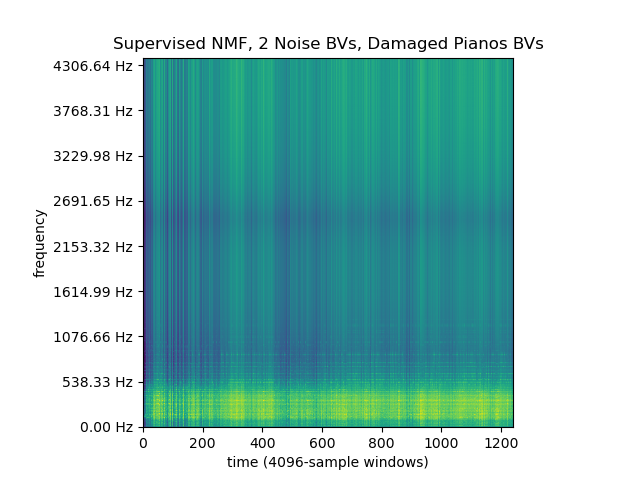 Supervised NMF, 2 Noise BVs, Damaged Pianos BVs
4306.64 Hz
3768.31 Hz
3229.98 Hz
2691.65 Hz
2153.32 Hz
1614.99 Hz
1076.66 Hz
538.33 Hz
0.00 Hz
frequency
0 200 400 600 800 1000 1200
time (4096-sample windows)